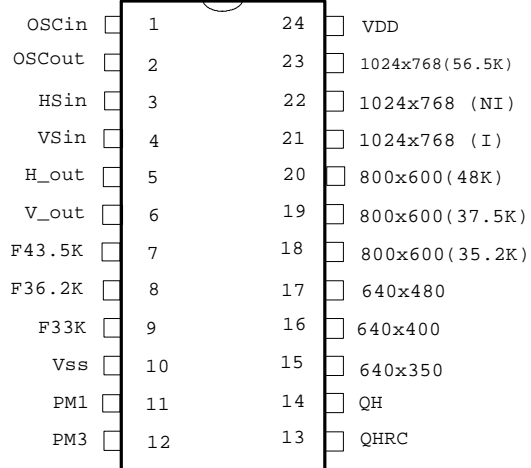 OSCin 1 24 VDD
OSCout 2 23 1024x768(56.5K)
HSin 3 22 1024x768 (NI)
VSin 4 21 1024x768 (I)
H_out 5 20 800x600(48K)
V_out 6 19 800x600(37.5K)
F43.5K 7 18 800x600(35.2K)
F36.2K 8 17 640x480
F33K 9 16 640x400
Vss 10 15 640x350
PM1 11 14 QH
PM3 12 13 QHRC